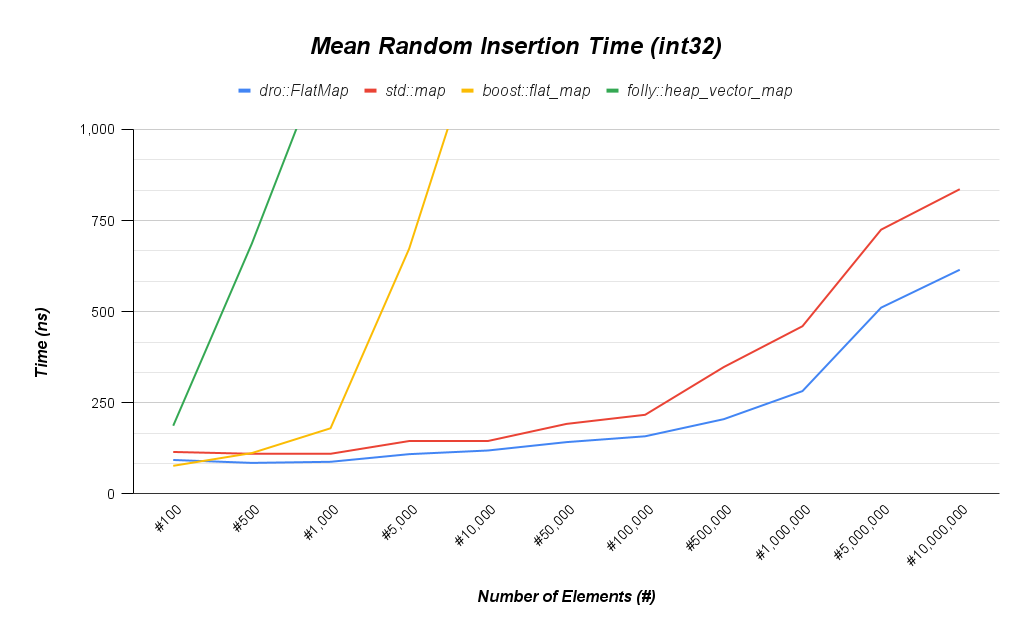 Mean Random Insertion Time (int32)
dro::FlatMap std::map boost::flat_map folly::heap_vector_map
1,000
750
500
250
0
Time (ns)
#100 #500 #1,000 #5,000 #10,000 #50,000 #100,000 #500,000 #1,000,000 #5,000,000 #10,000,000
Number of Elements (#)